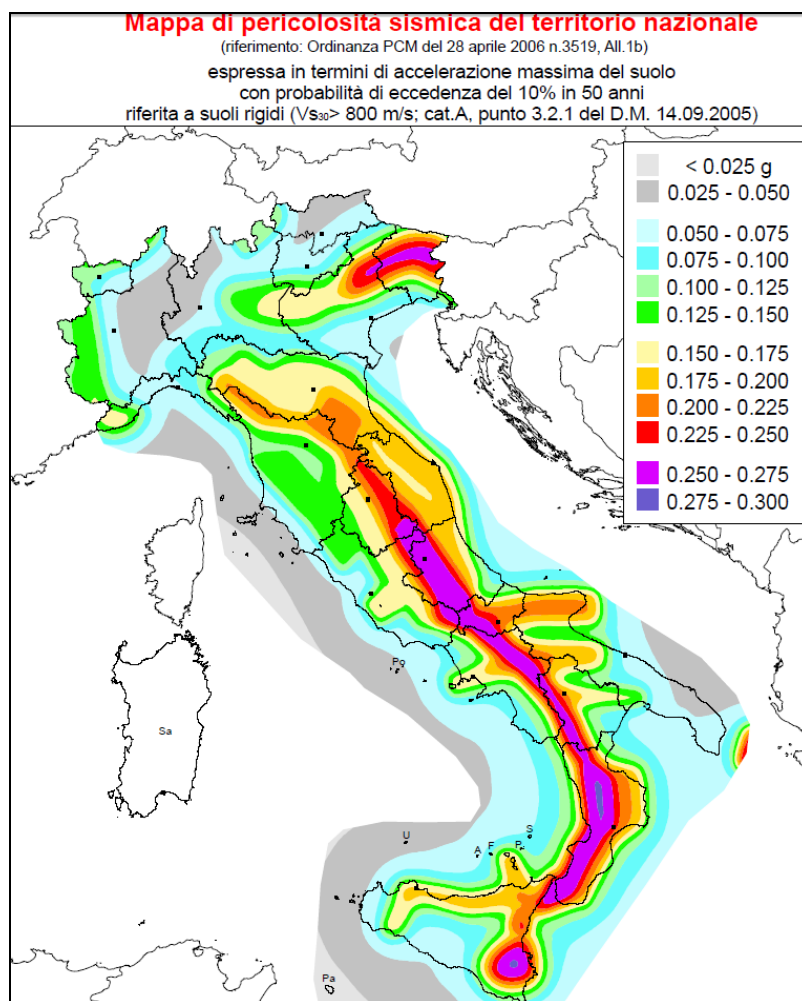 Mappa di pericolosità sismica del territorio nazionale
(riferimento: Ordinanza PCM del 28 aprile 2006 n.3519, All.1b)
espressa in termini di accelerazione massima del suolo
con probabilità di eccedenza del 10% in 50 anni
riferita a suoli rigidi (Vs₃₀> 800 m/s; cat.A, punto 3.2.1 del D.M. 14.09.2005)
< 0.025 g
0.025 - 0.050
0.050 - 0.075
0.075 - 0.100
0.100 - 0.125
0.125 - 0.150
0.150 - 0.175
0.175 - 0.200
0.200 - 0.225
0.225 - 0.250
0.250 - 0.275
0.275 - 0.300
Po
Sa
U
S
A
F
P
Pa